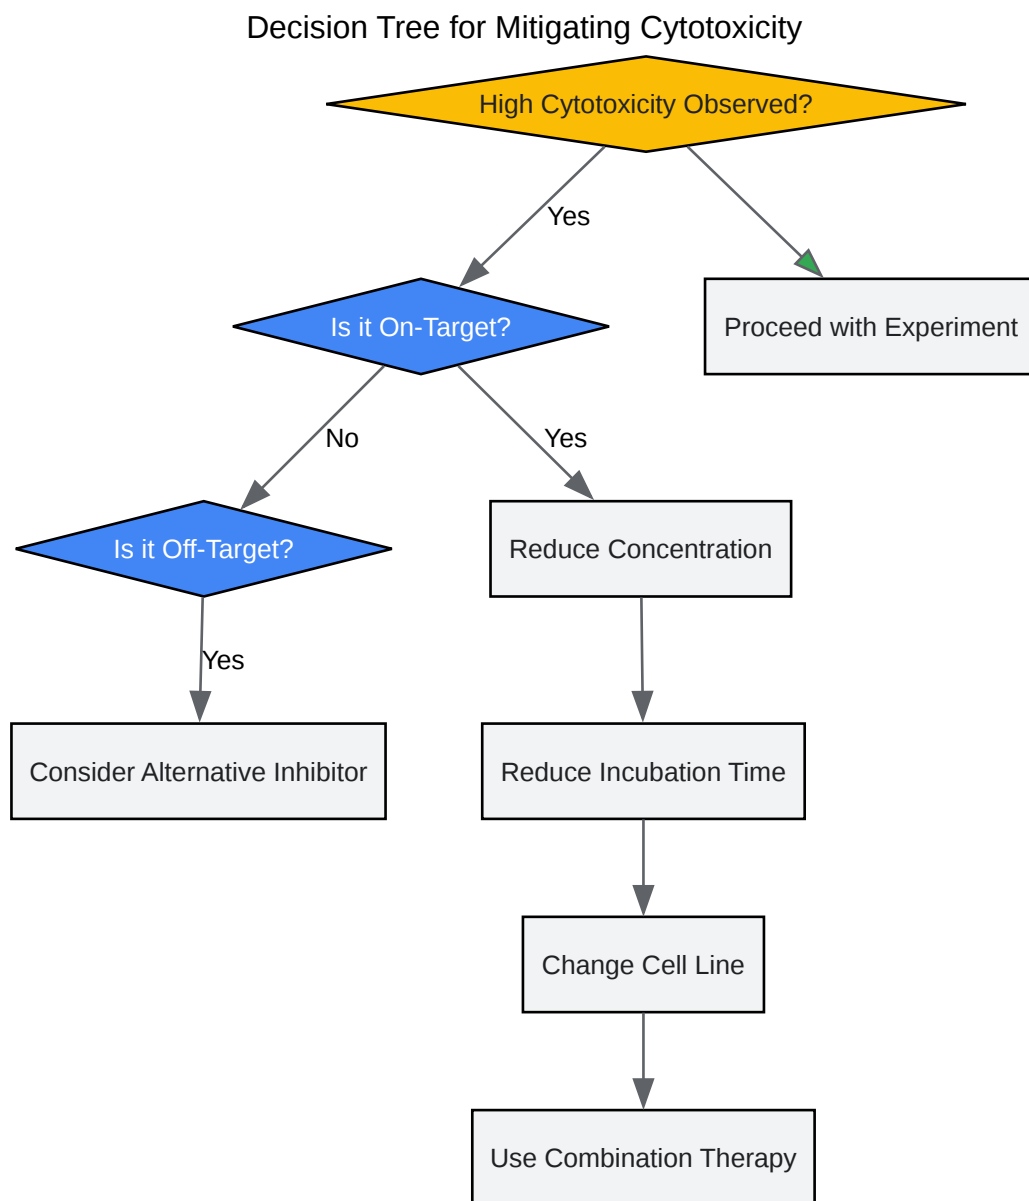 Decision Tree for Mitigating Cytotoxicity
High Cytotoxicity Observed?
Yes
Is it On-Target?
Proceed with Experiment
No
Yes
Is it Off-Target?
Reduce Concentration
Yes
Consider Alternative Inhibitor
Reduce Incubation Time
Change Cell Line
Use Combination Therapy